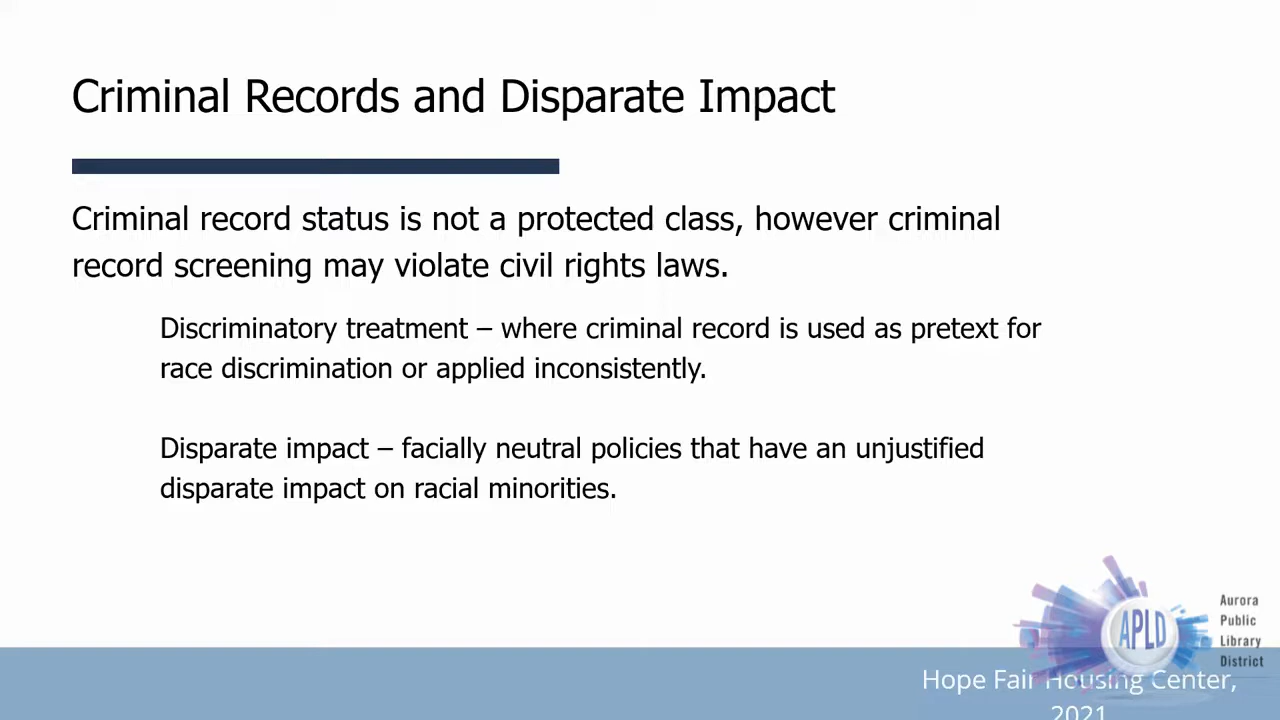 Criminal Records and Disparate Impact
Criminal record status is not a protected class, however criminal
record screening may violate civil rights laws.
Discriminatory treatment – where criminal record is used as pretext for
race discrimination or applied inconsistently.
Disparate impact – facially neutral policies that have an unjustified
disparate impact on racial minorities.
APLD
Aurora
Public
Library
District
Hope Fair Housing Center,
2021